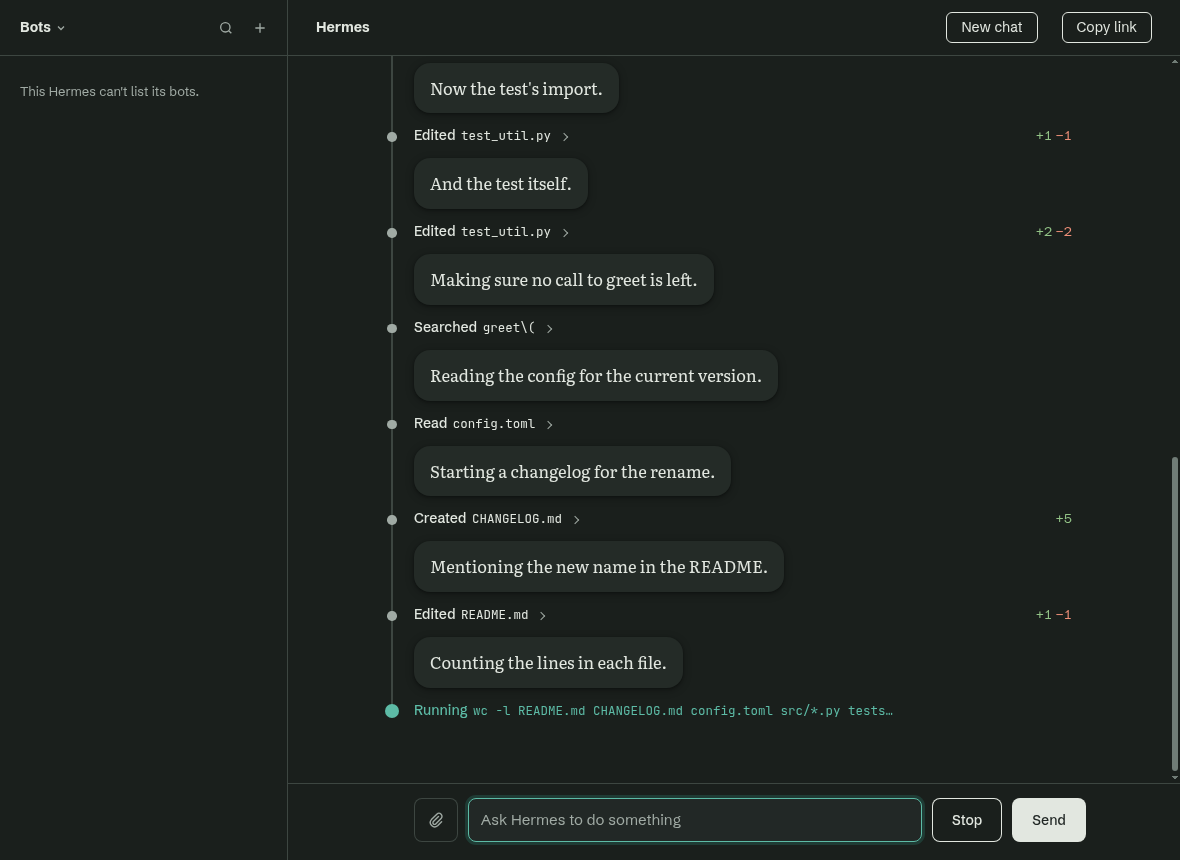 Bots
Hermes
New chat
Copy link
This Hermes can't list its bots.
Now the test's import.
Edited test_util.py
+1 −1
And the test itself.
Edited test_util.py
+2 −2
Making sure no call to greet is left.
Searched greet\(
Reading the config for the current version.
Read config.toml
Starting a changelog for the rename.
Created CHANGELOG.md
+5
Mentioning the new name in the README.
Edited README.md
+1 −1
Counting the lines in each file.
Running wc -l README.md CHANGELOG.md config.toml src/*.py tests…
Ask Hermes to do something
Stop
Send